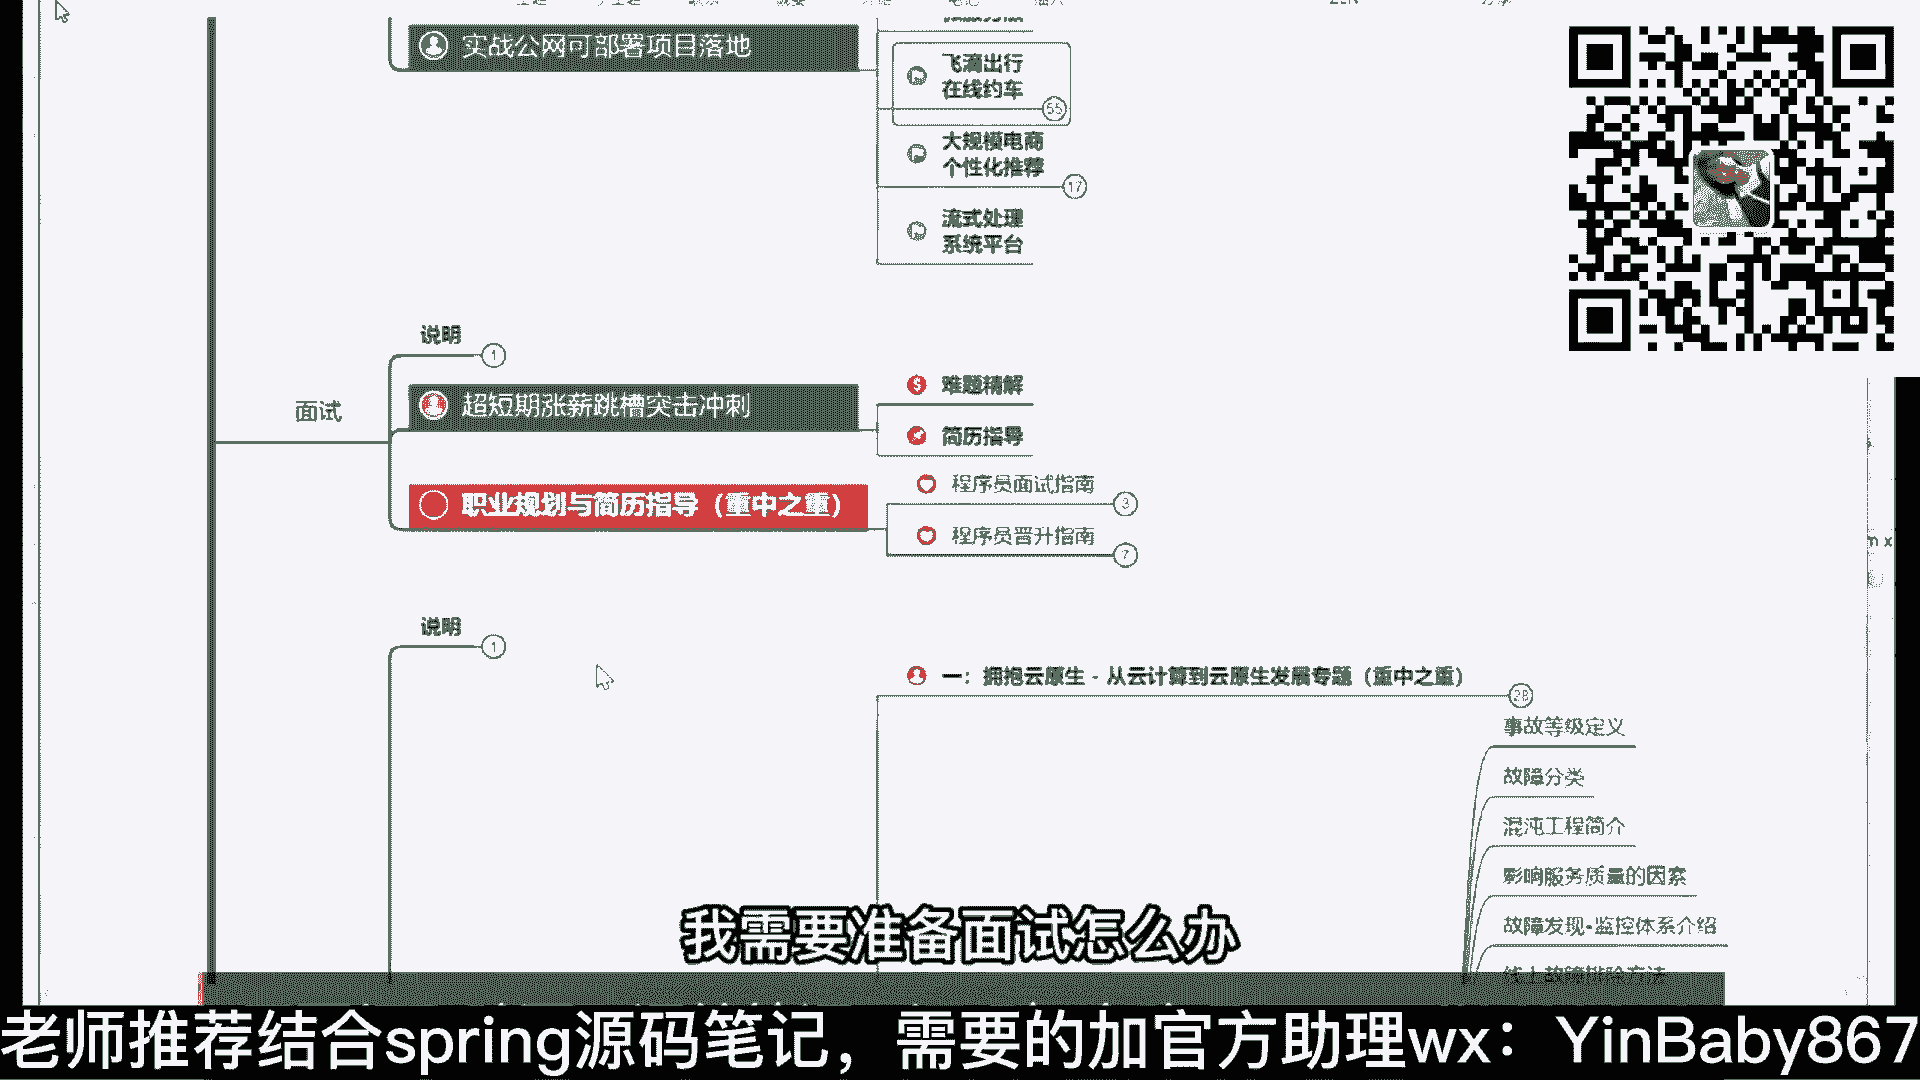 实战公网可部署项目落地
飞滴出行
在线约车
55
大规模电商
个性化推荐
17
流式处理
系统平台
面试
说明
1
超短期涨薪跳槽突击冲刺
难题精解
简历指导
职业规划与简历指导（重中之重）
程序员面试指南
3
程序员晋升指南
7
说明
1
一：拥抱云原生 - 从云计算到云原生发展专题（重中之重）
28
事故等级定义
故障分类
混沌工程简介
影响服务质量的因素
故障发现-监控体系介绍
线上故障排除方法
我需要准备面试怎么办
老师推荐结合spring源码笔记，需要的加官方助理wx：YinBaby867